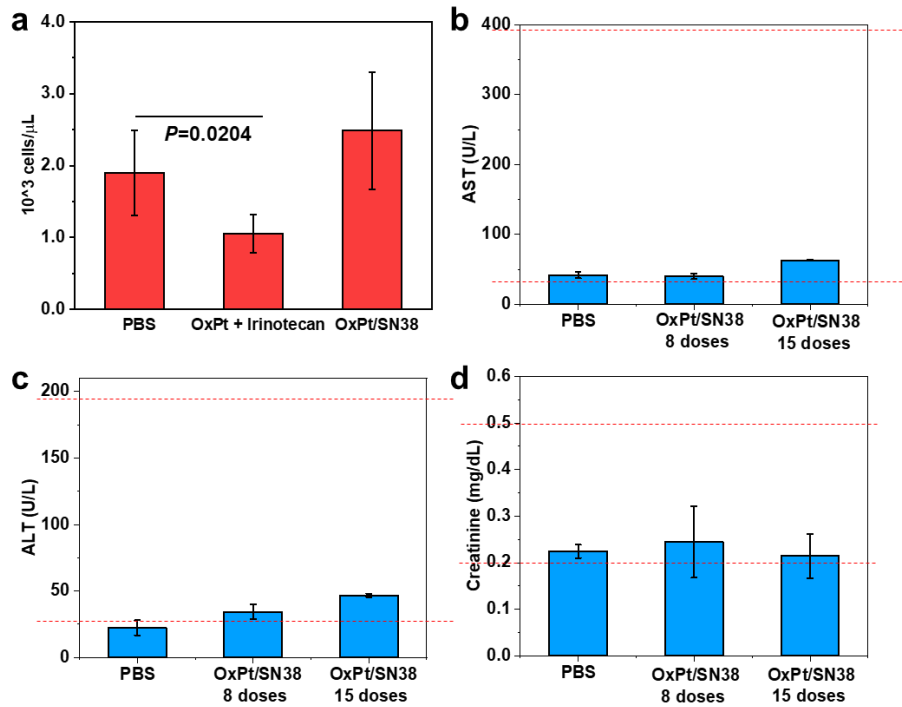 a
10^3 cells/μL
4.0
3.0
2.0
1.0
0.0
P=0.0204
PBS
OxPt + Irinotecan
OxPt/SN38
b
AST (U/L)
400
300
200
100
0
PBS
OxPt/SN38
8 doses
OxPt/SN38
15 doses
c
ALT (U/L)
200
150
100
50
0
PBS
OxPt/SN38
8 doses
OxPt/SN38
15 doses
d
Creatinine (mg/dL)
0.6
0.5
0.4
0.3
0.2
0.1
0.0
PBS
OxPt/SN38
8 doses
OxPt/SN38
15 doses